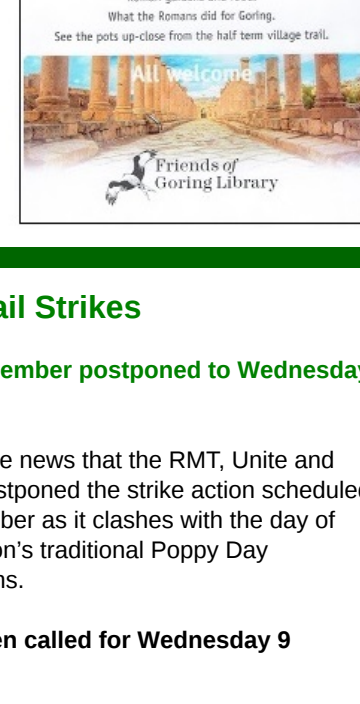 What the Romans did for Goring.
See the pots up-close from the half term village trail.
All welcome
Friends of
Goring Library
ail Strikes
ember postponed to Wednesday
e news that the RMT, Unite and
stponed the strike action scheduled
ber as it clashes with the day of
on’s traditional Poppy Day
ns.
en called for Wednesday 9